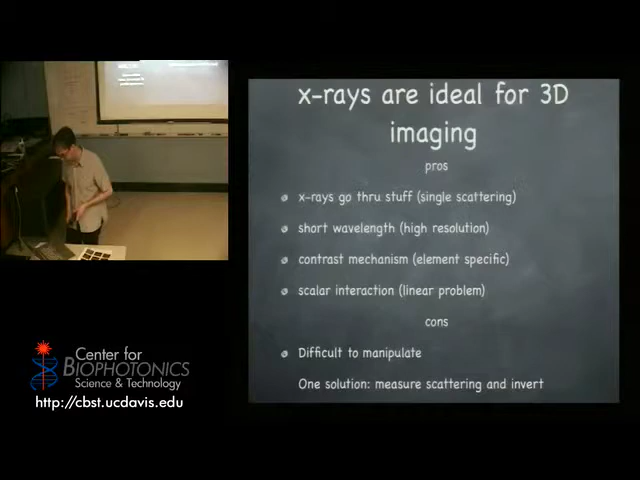 x-rays are ideal for 3D
imaging
pros
x-rays go thru stuff (single scattering)
short wavelength (high resolution)
contrast mechanism (element specific)
scalar interaction (linear problem)
cons
Difficult to manipulate
One solution: measure scattering and invert
Center for
BIOPHOTONICS
Science & Technology
http://cbst.ucdavis.edu